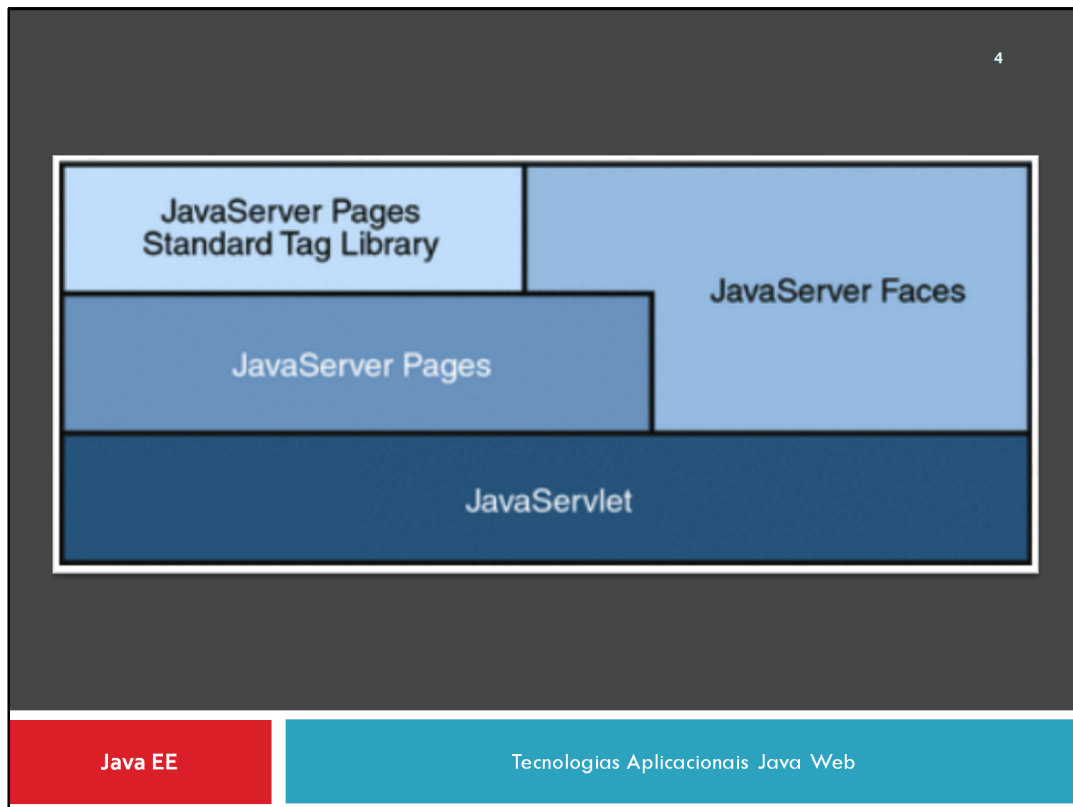 4
JavaServer Pages
Standard Tag Library
JavaServer Faces
JavaServer Pages
JavaServlet
Java EE
Tecnologias Aplicacionais Java Web